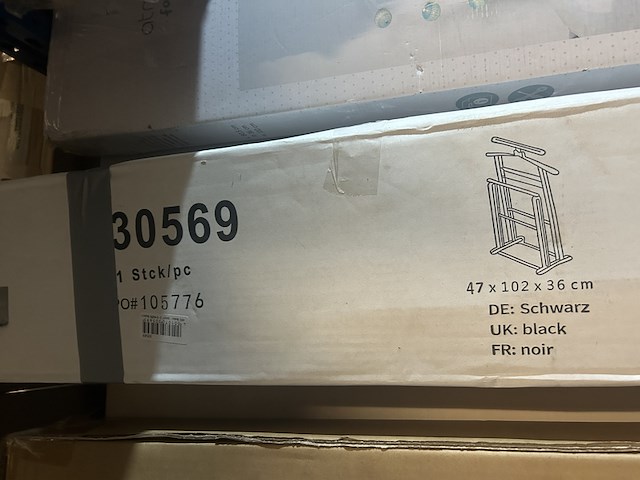 30569
1 Stck/pc
PO#105776
47 x 102 x 36 cm
DE: Schwarz
UK: black
FR: noir